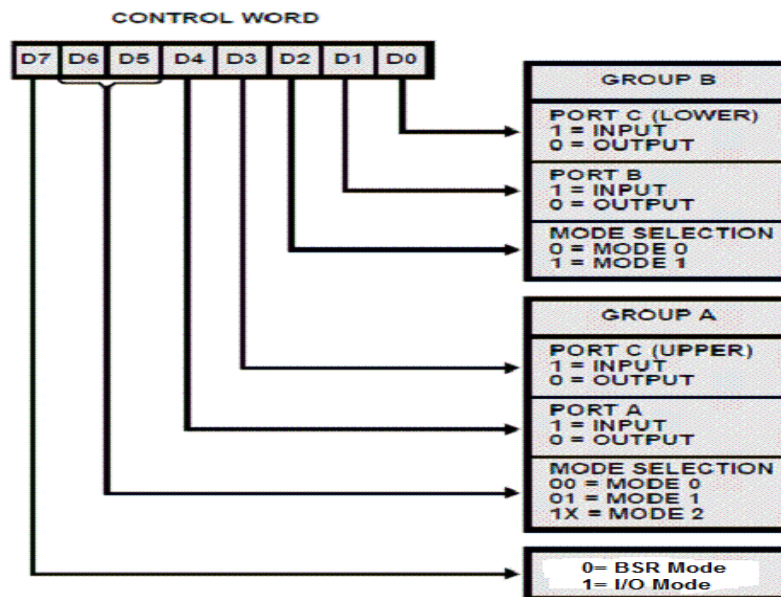 CONTROL WORD
D7 D6 D5 D4 D3 D2 D1 D0
GROUP B
PORT C (LOWER)
1 = INPUT
0 = OUTPUT
PORT B
1 = INPUT
0 = OUTPUT
MODE SELECTION
0 = MODE 0
1 = MODE 1
GROUP A
PORT C (UPPER)
1 = INPUT
0 = OUTPUT
PORT A
1 = INPUT
0 = OUTPUT
MODE SELECTION
00 = MODE 0
01 = MODE 1
1X = MODE 2
0= BSR Mode
1= I/O Mode